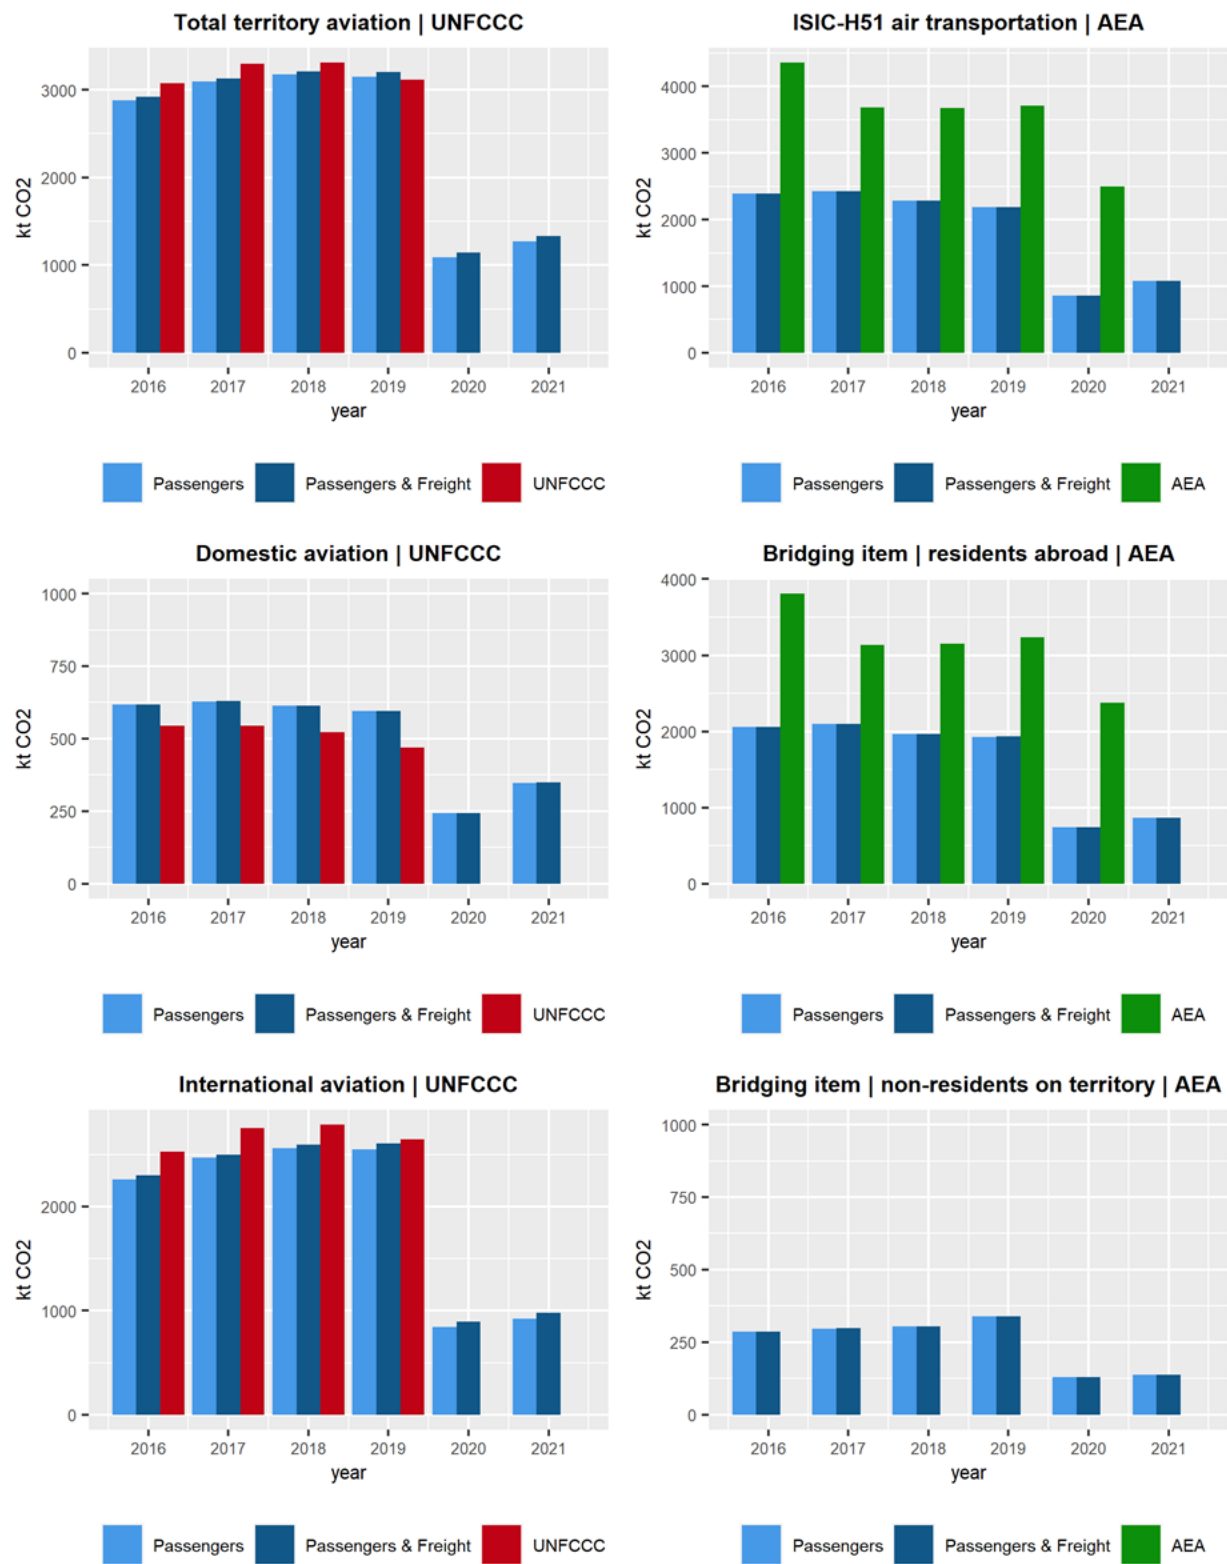 Total territory aviation | UNFCCC
kt CO2
3000
2000
1000
0
2016 2017 2018 2019 2020 2021
year
Passengers Passengers & Freight UNFCCC
ISIC-H51 air transportation | AEA
kt CO2
4000
3000
2000
1000
0
2016 2017 2018 2019 2020 2021
year
Passengers Passengers & Freight AEA
Domestic aviation | UNFCCC
kt CO2
1000
750
500
250
0
2016 2017 2018 2019 2020 2021
year
Passengers Passengers & Freight UNFCCC
Bridging item | residents abroad | AEA
kt CO2
4000
3000
2000
1000
0
2016 2017 2018 2019 2020 2021
year
Passengers Passengers & Freight AEA
International aviation | UNFCCC
kt CO2
2000
1000
0
2016 2017 2018 2019 2020 2021
year
Passengers Passengers & Freight UNFCCC
Bridging item | non-residents on territory | AEA
kt CO2
1000
750
500
250
0
2016 2017 2018 2019 2020 2021
year
Passengers Passengers & Freight AEA